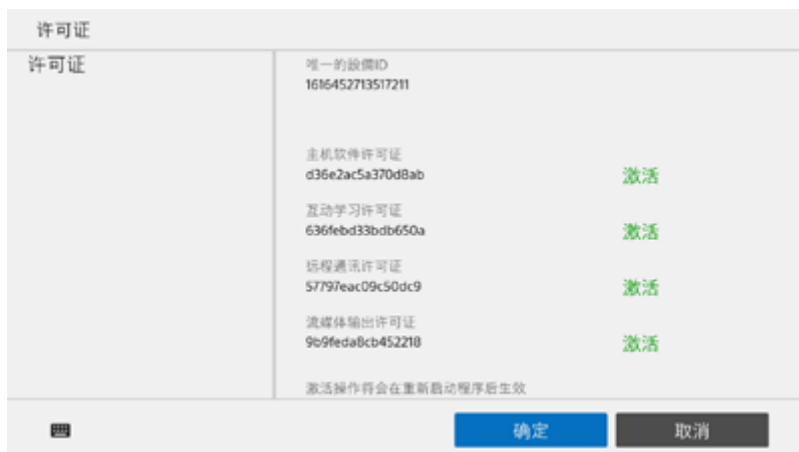 许可证
许可证
唯一的設備ID
1616452713517211
主机软件许可证
d36e2ac5a370d8ab
激活
互动学习许可证
636febd33bdb650a
激活
远程通讯许可证
57797eac09c50dc9
激活
流媒体输出许可证
9b9feda8cb452218
激活
激活操作将会在重新启动程序后生效
确定
取消